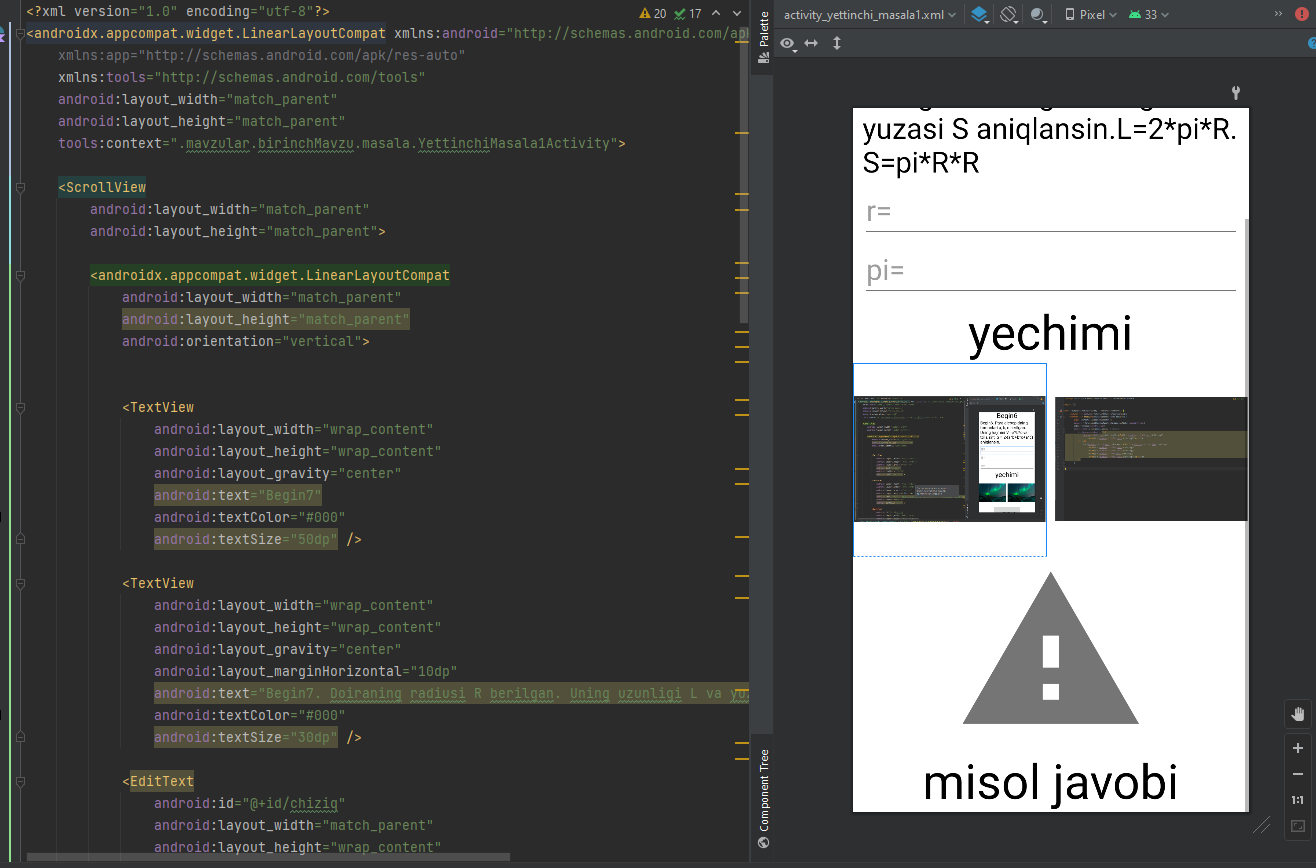 <?xml version="1.0" encoding="utf-8"?>
20 17
<androidx.appcompat.widget.LinearLayoutCompat xmlns:android="http://schemas.android.com/apk
xmlns:app="http://schemas.android.com/apk/res-auto"
xmlns:tools="http://schemas.android.com/tools"
android:layout_width="match_parent"
android:layout_height="match_parent"
tools:context=".mavzular.birinchMavzu.masala.YettinchiMasala1Activity">
<ScrollView
android:layout_width="match_parent"
android:layout_height="match_parent">
<androidx.appcompat.widget.LinearLayoutCompat
android:layout_width="match_parent"
android:layout_height="match_parent"
android:orientation="vertical">
<TextView
android:layout_width="wrap_content"
android:layout_height="wrap_content"
android:layout_gravity="center"
android:text="Begin7"
android:textColor="#000"
android:textSize="50dp" />
<TextView
android:layout_width="wrap_content"
android:layout_height="wrap_content"
android:layout_gravity="center"
android:layout_marginHorizontal="10dp"
android:text="Begin7. Doiraning radiusi R berilgan. Uning uzunligi L va yuz
android:textColor="#000"
android:textSize="30dp" />
<EditText
android:id="@+id/chiziq"
android:layout_width="match_parent"
android:layout_height="wrap_content"
Palette
Component Tree
activity_yettinchi_masala1.xml
Pixel
33
yuzasi S aniqlansin.L=2*pi*R.
S=pi*R*R
r=
pi=
yechimi
Begin6
yechimi
misol javobi
1:1